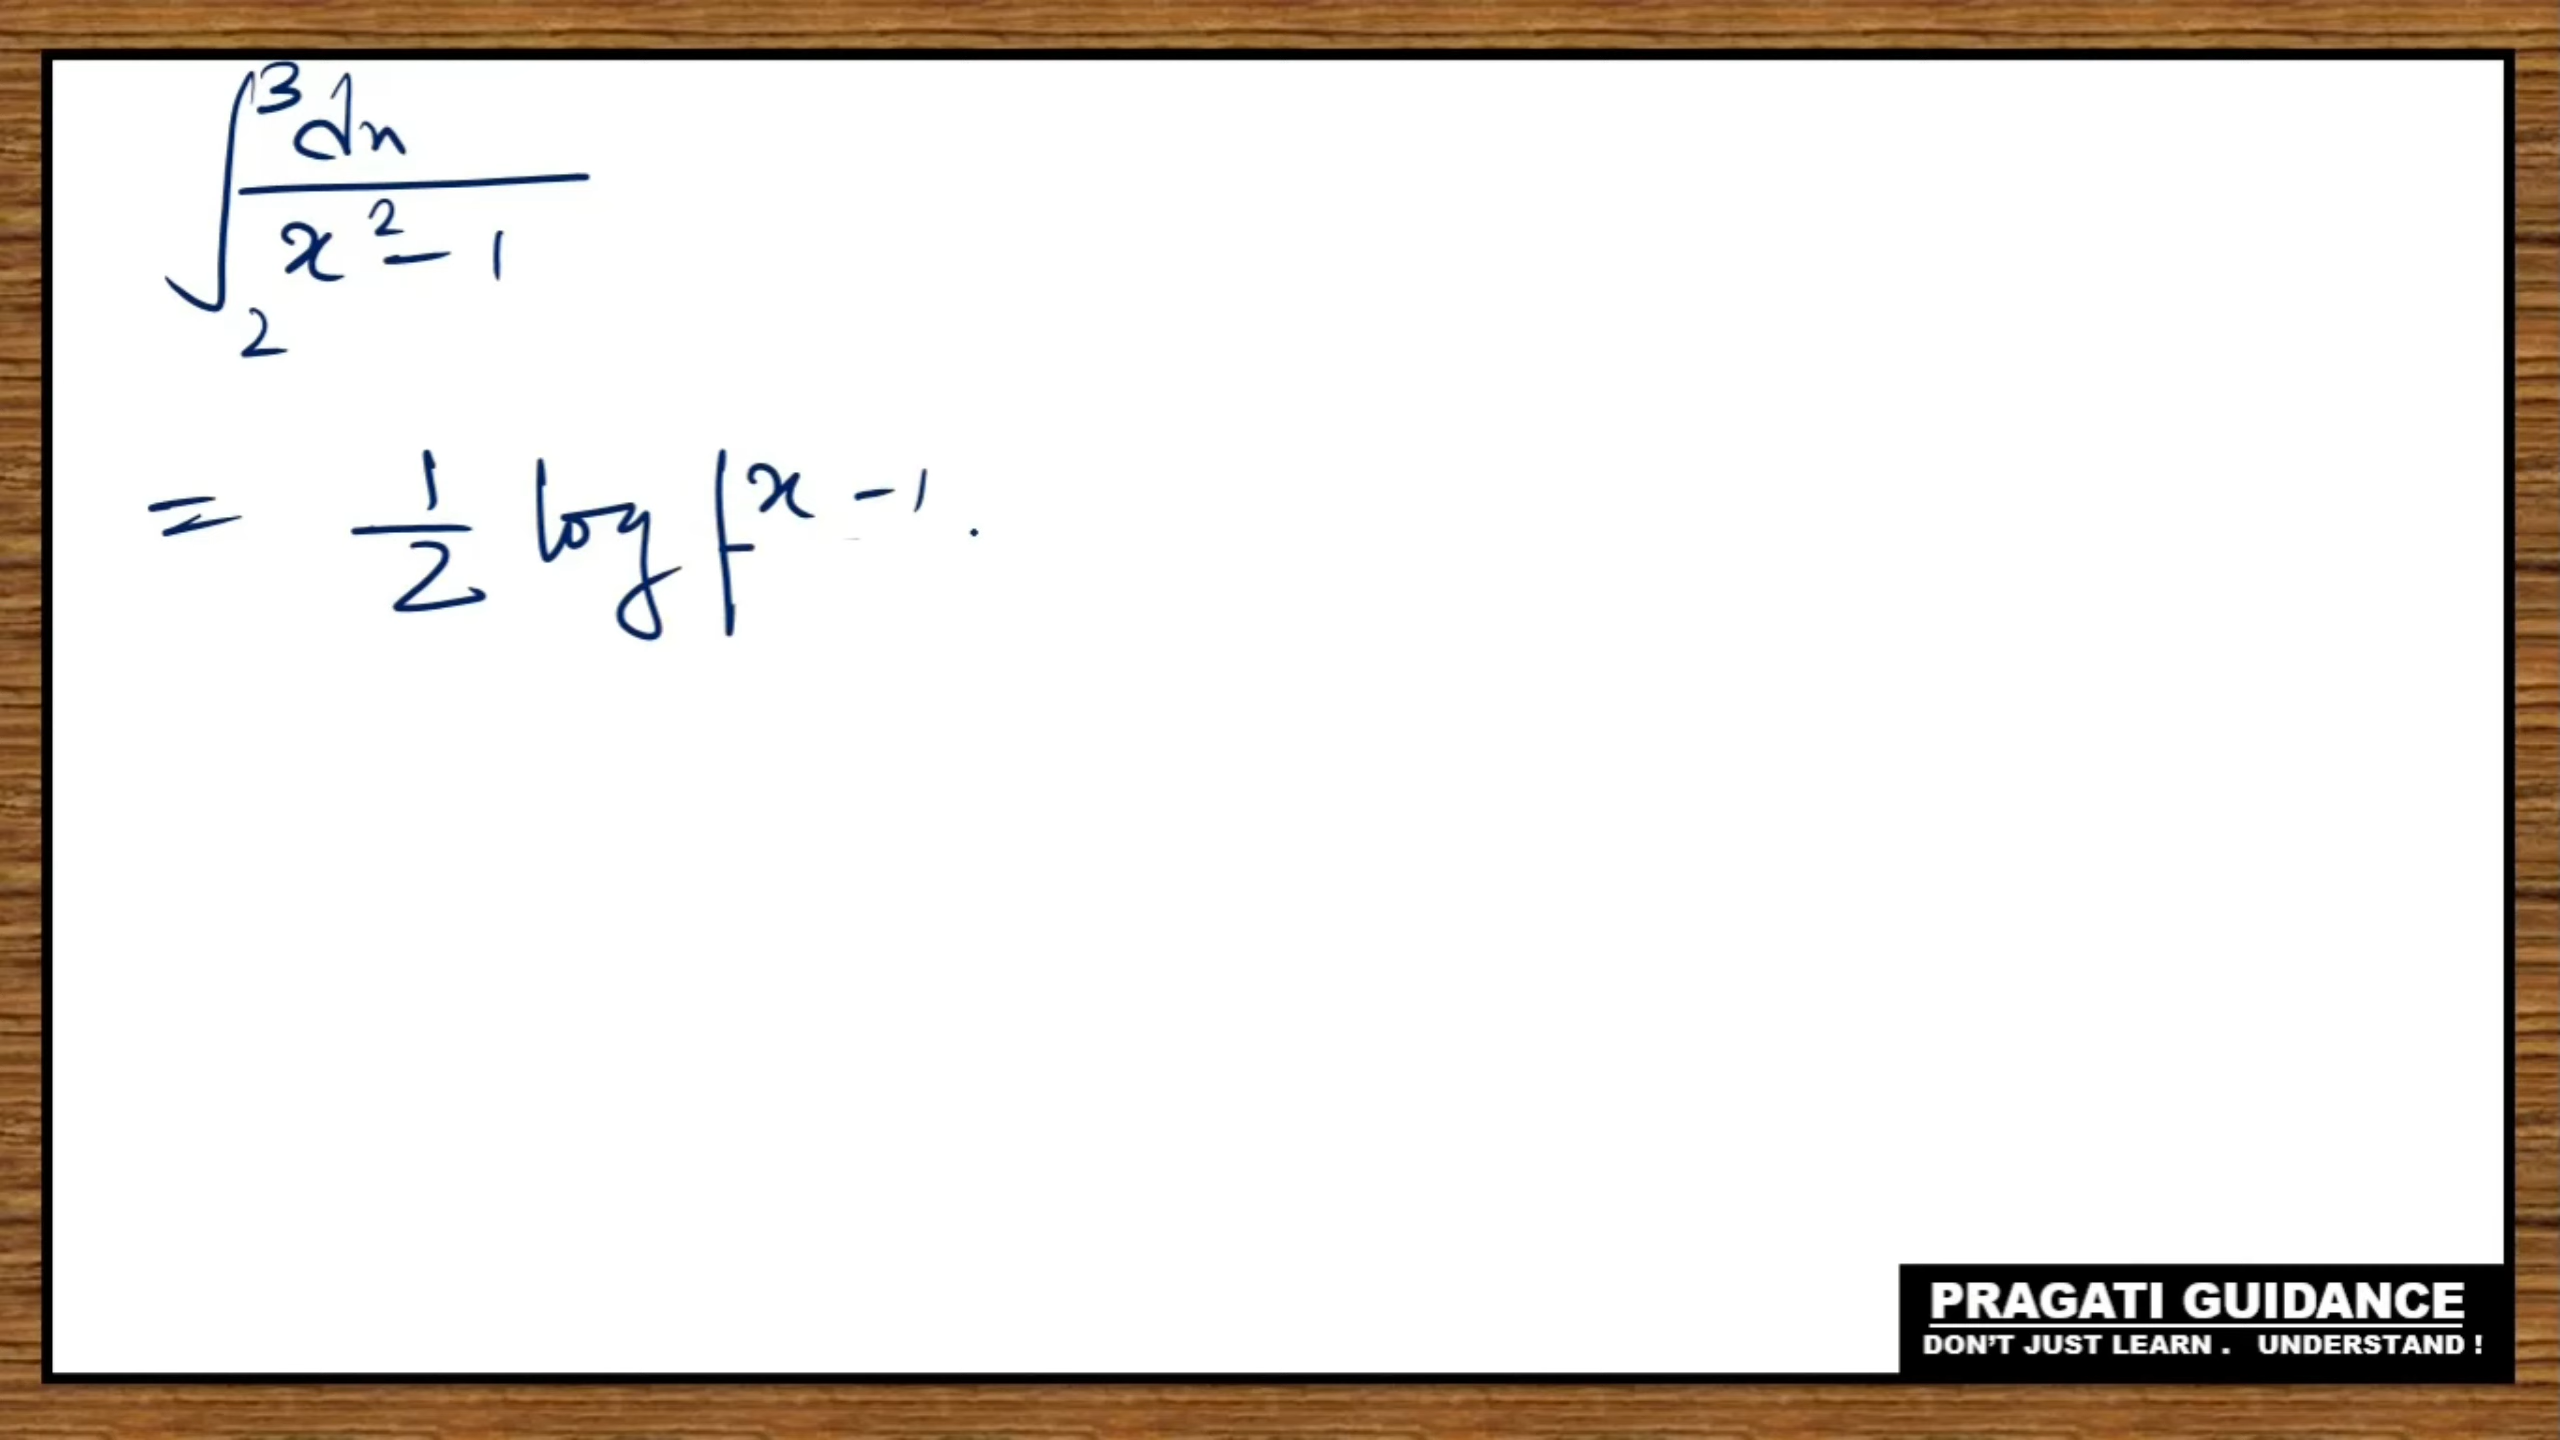 ∫₂³ dx / x² - 1
= 1/2 log | x - 1
PRAGATI GUIDANCE
DON'T JUST LEARN . UNDERSTAND !